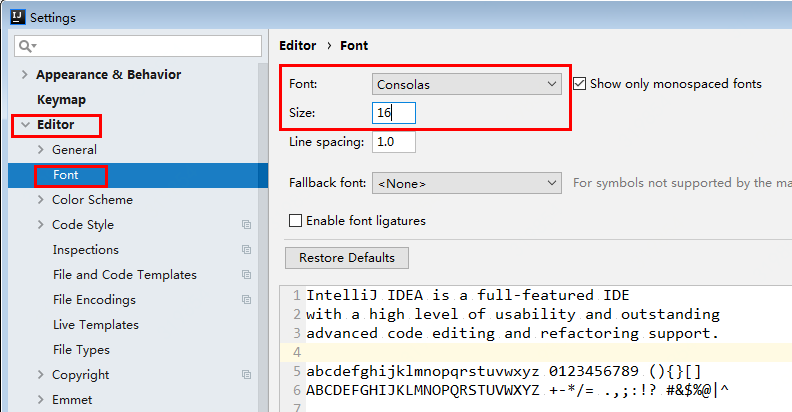 IJ Settings
Editor › Font
Appearance & Behavior
Keymap
Editor
General
Font
Color Scheme
Code Style
Inspections
File and Code Templates
File Encodings
Live Templates
File Types
Copyright
Emmet
Font: Consolas Show only monospaced fonts
Size: 16
Line spacing: 1.0
Fallback font: <None> For symbols not supported by the ma
Enable font ligatures
Restore Defaults
1 IntelliJ IDEA is a full-featured IDE
2 with a high level of usability and outstanding
3 advanced code editing and refactoring support.
4
5 abcdefghijklmnopqrstuvwxyz 0123456789 (){}[]
6 ABCDEFGHIJKLMNOPQRSTUVWXYZ +-*/= .,;:!? #&$%@|^